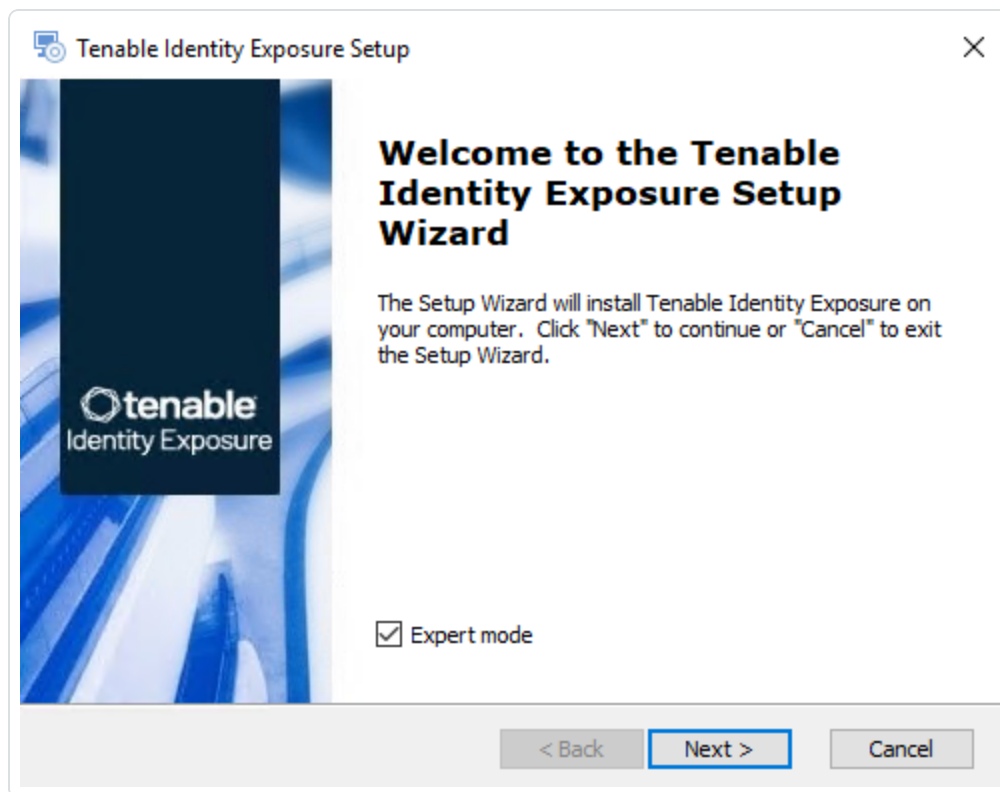 Tenable Identity Exposure Setup
Welcome to the Tenable
Identity Exposure Setup
Wizard
The Setup Wizard will install Tenable Identity Exposure on
your computer.  Click "Next" to continue or "Cancel" to exit
the Setup Wizard.
tenable
Identity Exposure
Expert mode
< Back
Next >
Cancel